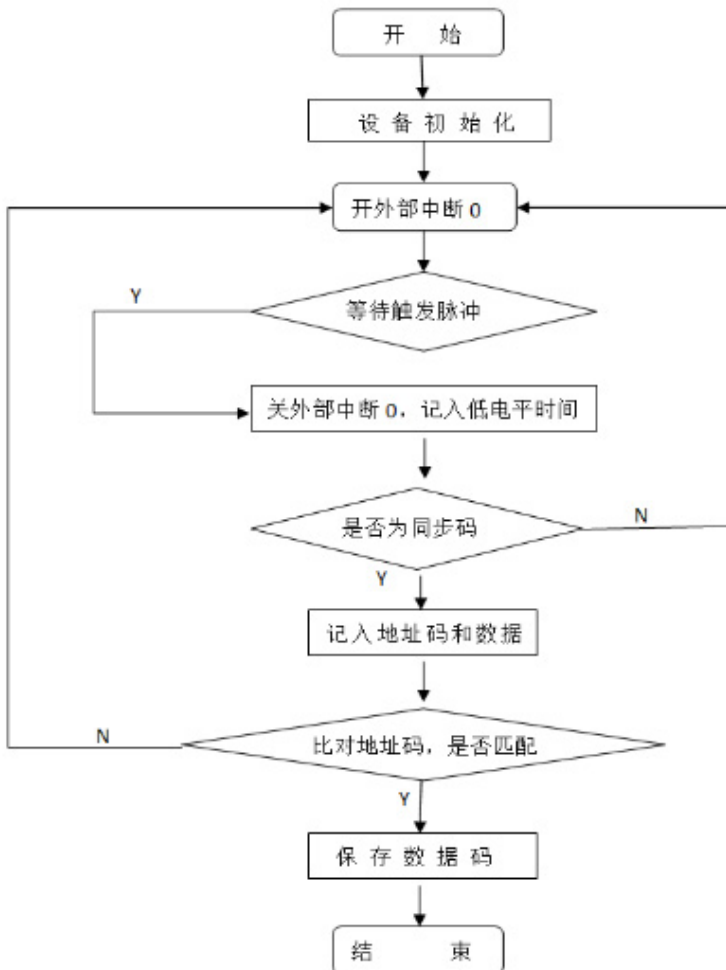 开 始
设 备 初 始 化
开外部中断 0
Y
等待触发脉冲
关外部中断 0，记入低电平时间
是否为同步码
N
Y
记入地址码和数据
N
比对地址码，是否匹配
Y
保 存 数 据 码
结 束